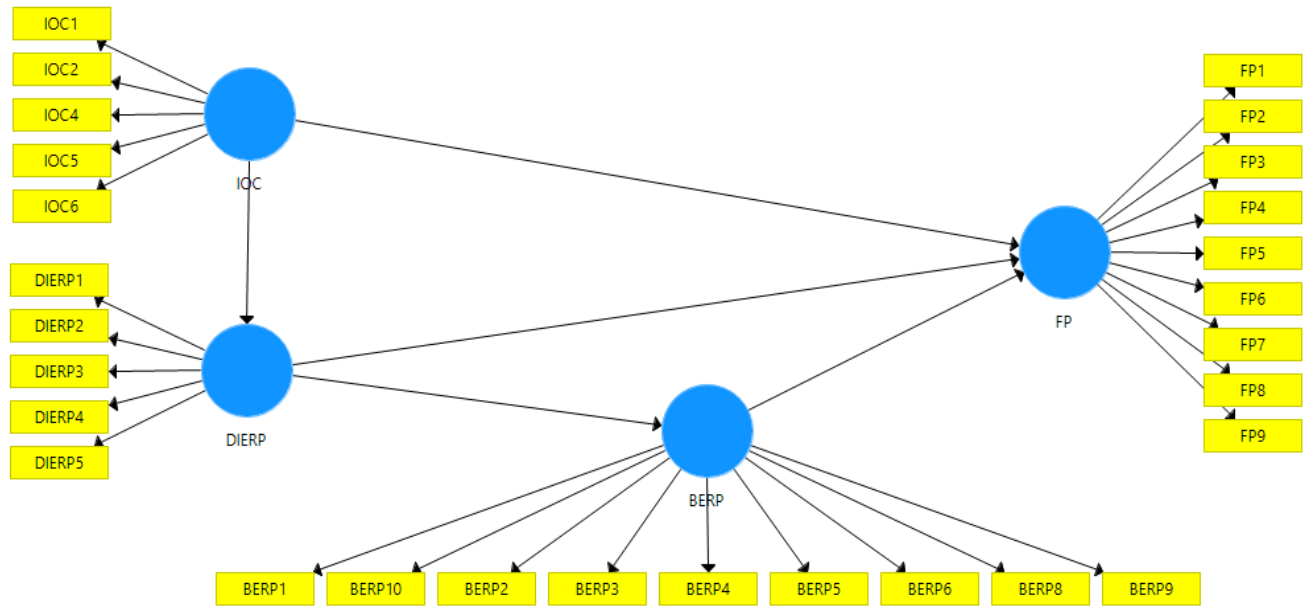 IOC1
IOC2
IOC4
IOC5
IOC6
IOC
DIERP1
DIERP2
DIERP3
DIERP4
DIERP5
DIERP
FP1
FP2
FP3
FP4
FP5
FP6
FP7
FP8
FP9
FP
BERP
BERP1
BERP10
BERP2
BERP3
BERP4
BERP5
BERP6
BERP8
BERP9